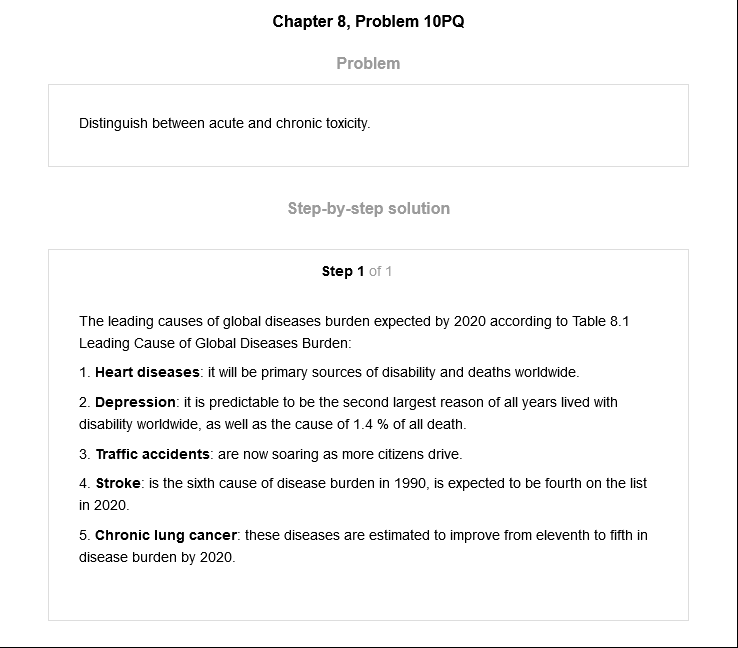 Chapter 8, Problem 10PQ
Problem
Distinguish between acute and chronic toxicity.
Step-by-step solution
Step 1 of 1
The leading causes of global diseases burden expected by 2020 according to Table 8.1
Leading Cause of Global Diseases Burden:
1. Heart diseases: it will be primary sources of disability and deaths worldwide.
2. Depression: it is predictable to be the second largest reason of all years lived with
disability worldwide, as well as the cause of 1.4 % of all death.
3. Traffic accidents: are now soaring as more citizens drive.
4. Stroke: is the sixth cause of disease burden in 1990, is expected to be fourth on the list
in 2020.
5. Chronic lung cancer: these diseases are estimated to improve from eleventh to fifth in
disease burden by 2020.